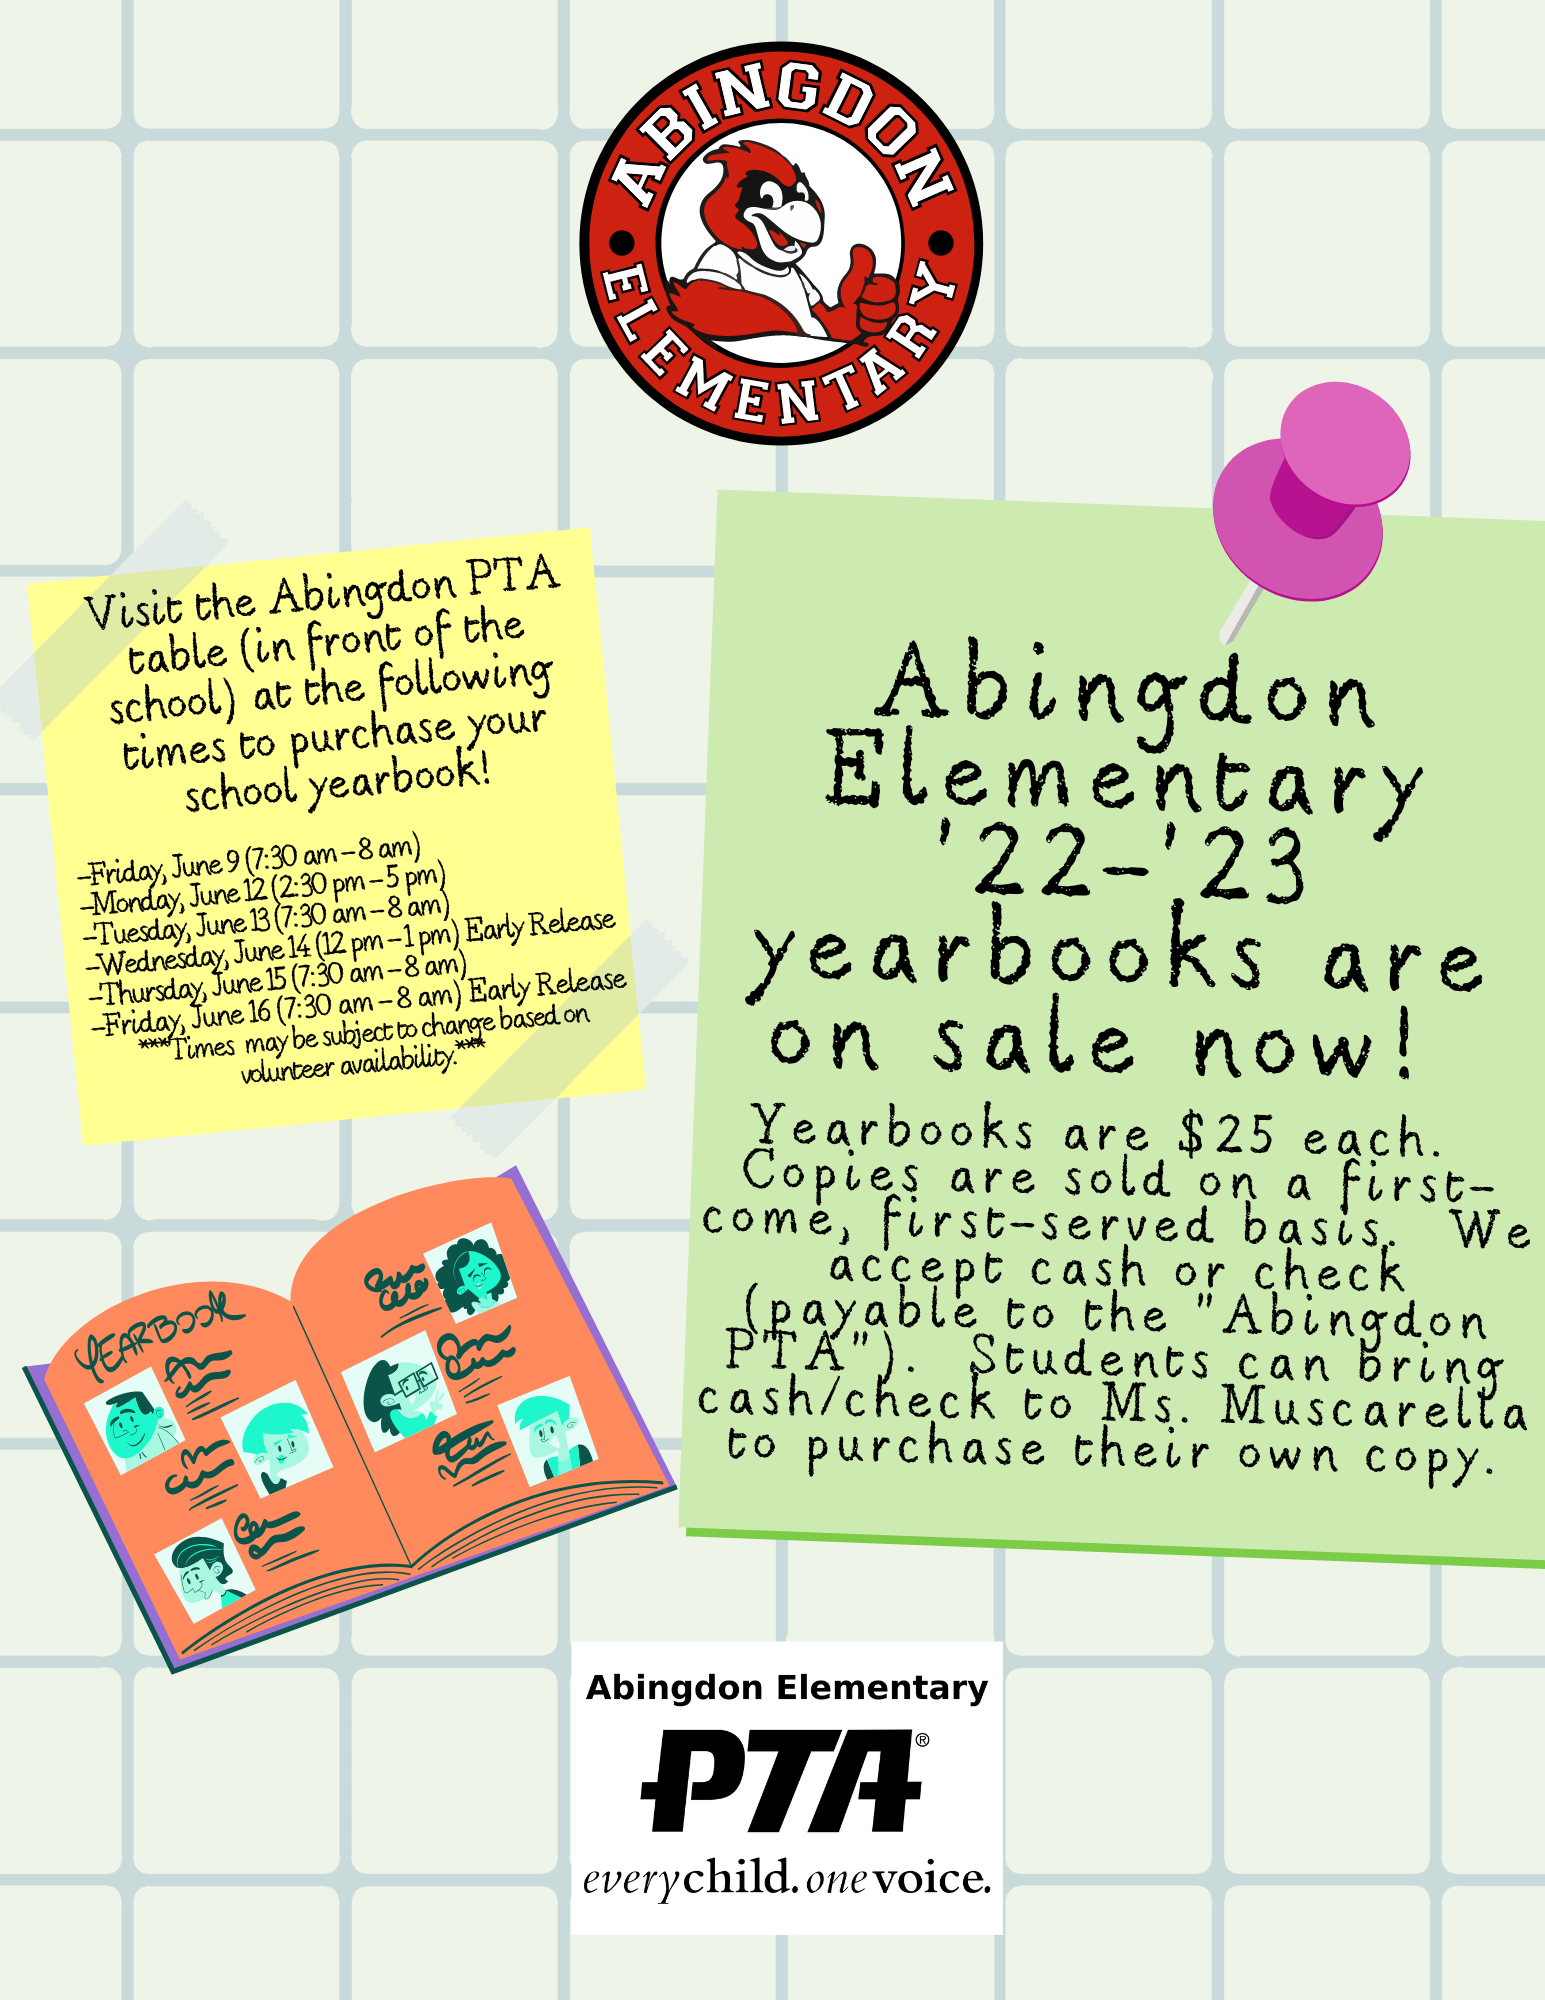 ABINGDON
ELEMENTARY
Visit the Abingdon PTA
table (in front of the
school) at the following
times to purchase your
school yearbook!
-Friday, June 9 (7:30 am - 8 am)
-Monday, June 12 (2:30 pm - 5 pm)
-Tuesday, June 13 (7:30 am - 8 am)
-Wednesday, June 14 (12 pm - 1 pm) Early Release
-Thursday, June 15 (7:30 am - 8 am)
-Friday, June 16 (7:30 am - 8 am) Early Release
***Times may be subject to change based on
volunteer availability.***
Abingdon
Elementary
'22-'23
yearbooks are
on sale now!
Yearbooks are $25 each.
Copies are sold on a first-
come, first-served basis. We
accept cash or check
(payable to the "Abingdon
PTA"). Students can bring
cash/check to Ms. Muscarella
to purchase their own copy.
YEARBOOK
Abingdon Elementary
PTA®
everychild.onevoice.